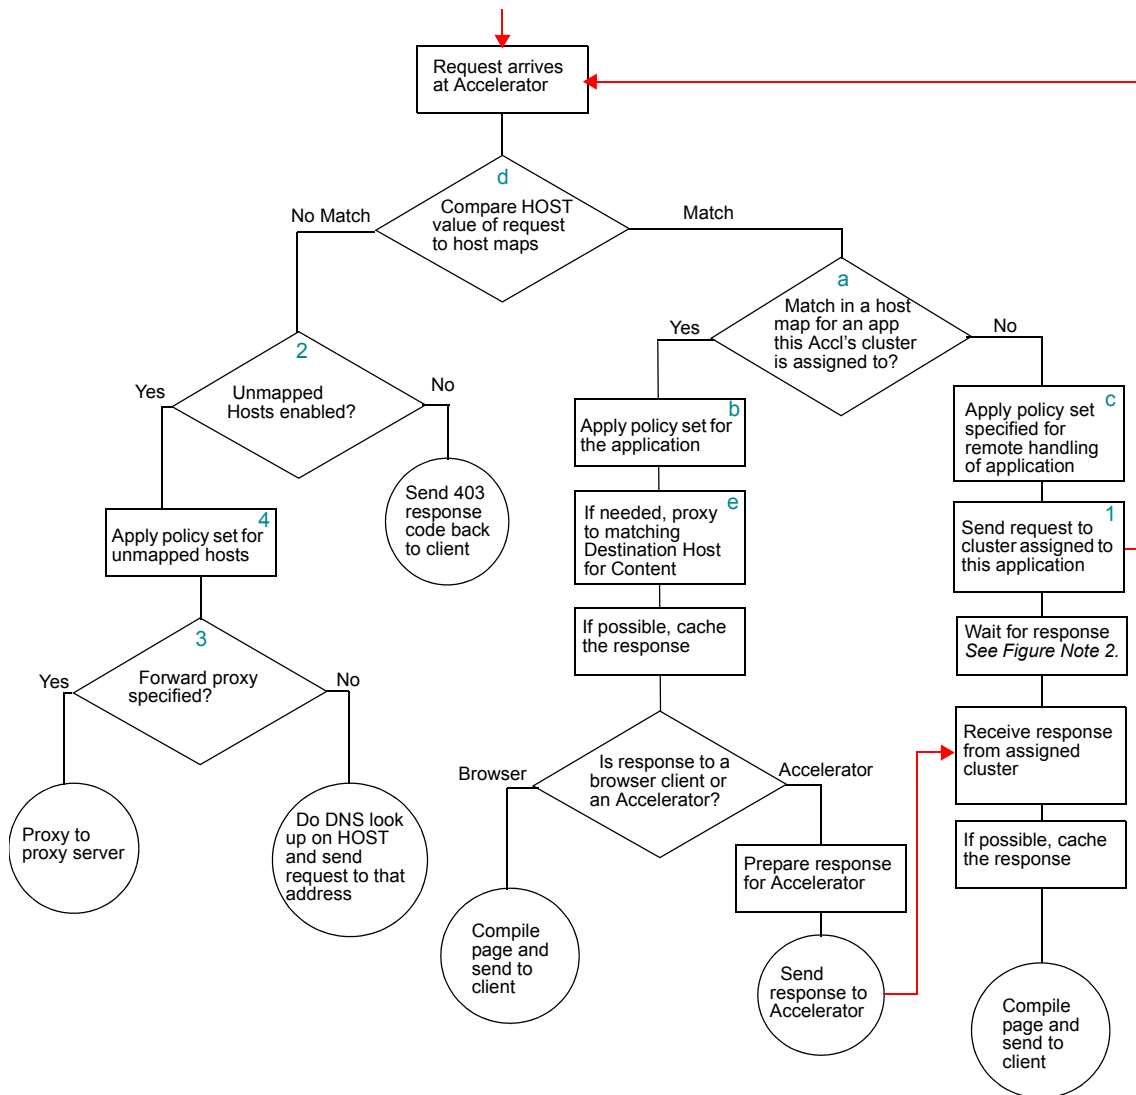 Request arrives
at Accelerator
d
Compare HOST
value of request
to host maps
No Match
Match
a
Match in a host
map for an app
this Accl's cluster
is assigned to?
Yes
No
2
Unmapped
Hosts enabled?
Yes
No
b
Apply policy set for
the application
c
Apply policy set
specified for
remote handling
of application
Send 403
response
code back
to client
4
Apply policy set for
unmapped hosts
e
If needed, proxy
to matching
Destination Host
for Content
1
Send request to
cluster assigned to
this application
If possible, cache
the response
Wait for response
See Figure Note 2.
3
Forward proxy
specified?
Yes
No
Is response to a
browser client or
an Accelerator?
Browser
Accelerator
Receive response
from assigned
cluster
Proxy to
proxy server
Do DNS look
up on HOST
and send
request to that
address
Prepare response
for Accelerator
If possible, cache
the response
Compile
page and
send to
client
Send
response to
Accelerator
Compile
page and
send to
client